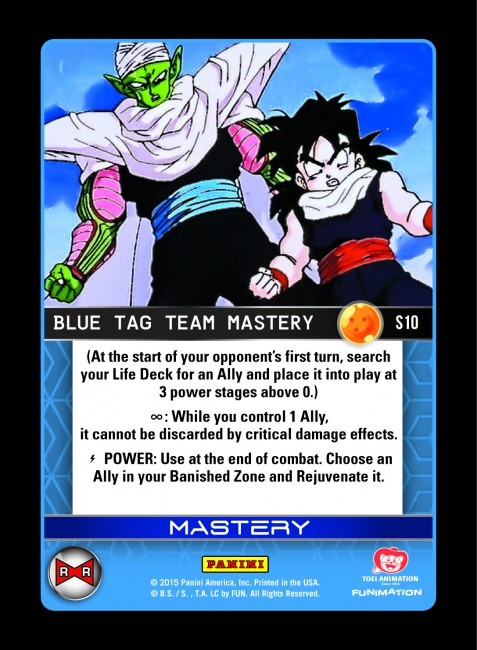 BLUE TAG TEAM MASTERY S10
(At the start of your opponent's first turn, search
your Life Deck for an Ally and place it into play at
3 power stages above 0.)
∞: While you control 1 Ally,
it cannot be discarded by critical damage effects.
⚡ POWER: Use at the end of combat. Choose an
Ally in your Banished Zone and Rejuvenate it.
MASTERY
R R
PANINI
© 2015 Panini America, Inc. Printed in the USA.
© B.S. / S. , T.A. LC by FUN. All Rights Reserved.
TOEI ANIMATION
Since 1956
FUNIMATION